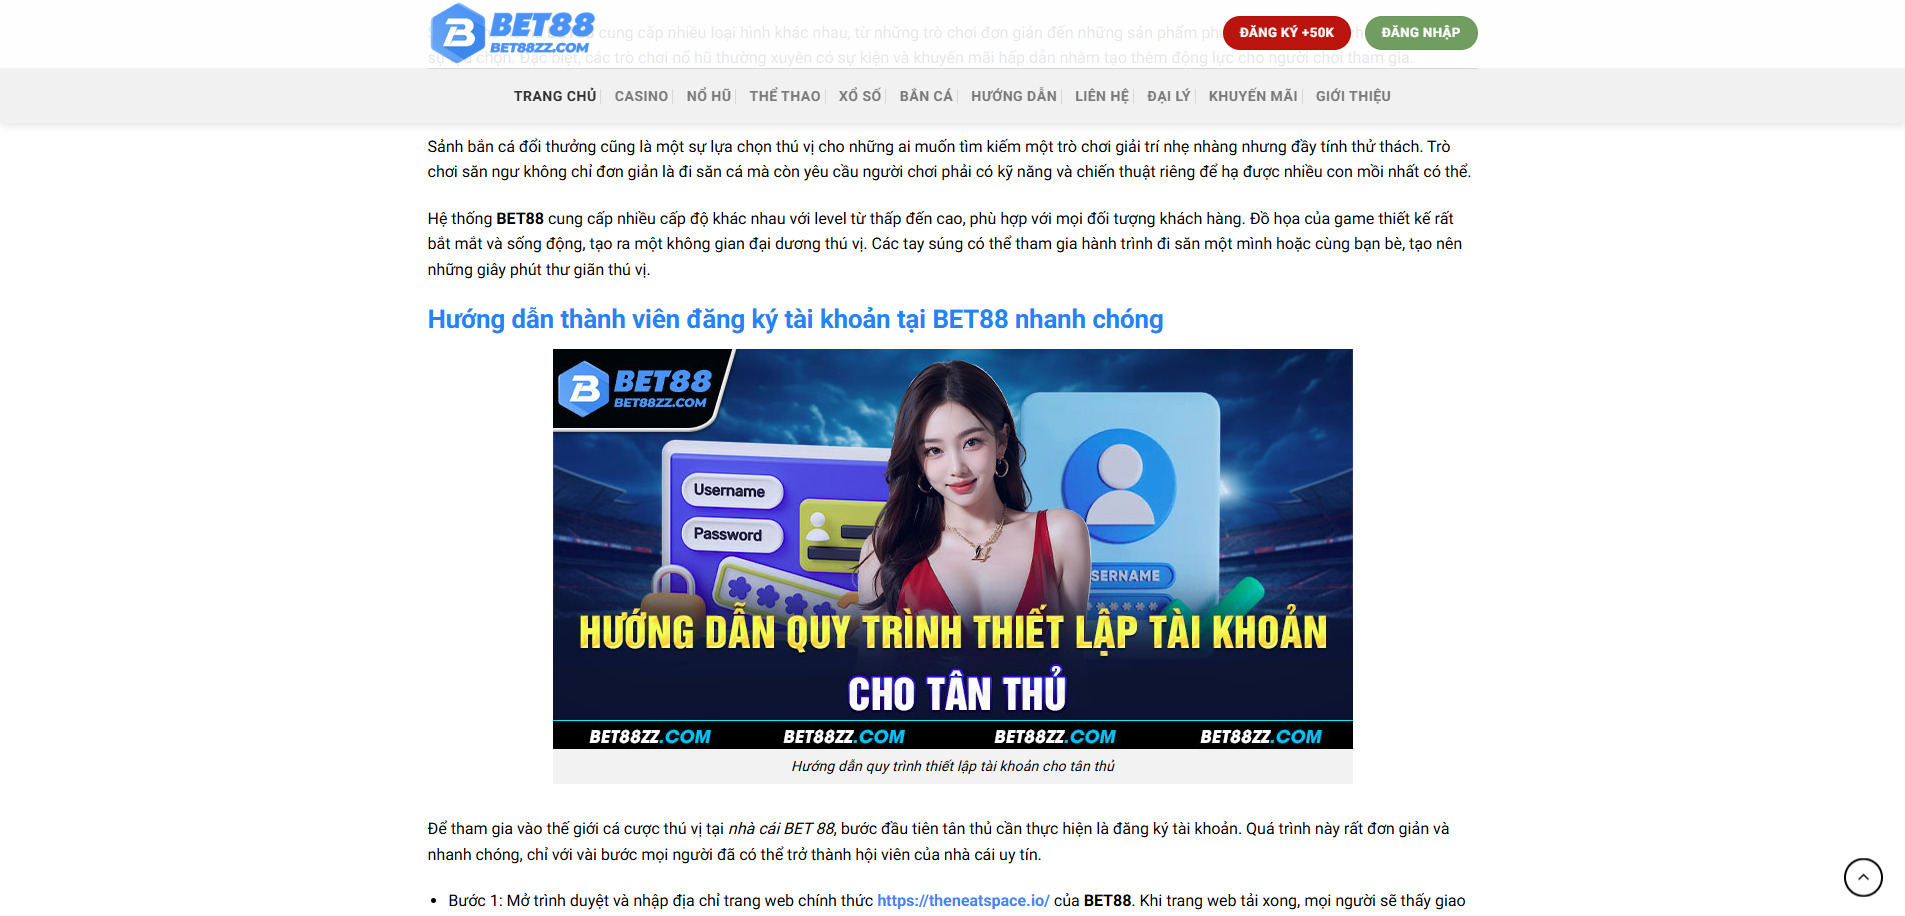 BET88
BET88ZZ.COM
cung cấp nhiều loại hình khác nhau, từ những trò chơi đơn giản đến những sản phẩm
ĐĂNG KÝ +50K
ĐĂNG NHẬP
chọn. Đặc biệt, các trò chơi nổ hũ thường xuyên có sự kiện và khuyến mãi hấp dẫn nhằm tạo thêm động lực cho người chơi tham gia.
TRANG CHỦ
CASINO
NỔ HŨ
THỂ THAO
XỔ SỐ
BẮN CÁ
HƯỚNG DẪN
LIÊN HỆ
ĐẠI LÝ
KHUYẾN MÃI
GIỚI THIỆU
Sảnh bắn cá đổi thưởng cũng là một sự lựa chọn thú vị cho những ai muốn tìm kiếm một trò chơi giải trí nhẹ nhàng nhưng đầy tính thử thách. Trò
chơi săn ngư không chỉ đơn giản là đi săn cá mà còn yêu cầu người chơi phải có kỹ năng và chiến thuật riêng để hạ được nhiều con mồi nhất có thể.
Hệ thống BET88 cung cấp nhiều cấp độ khác nhau với level từ thấp đến cao, phù hợp với mọi đối tượng khách hàng. Đồ họa của game thiết kế rất
bắt mắt và sống động, tạo ra một không gian đại dương thú vị. Các tay súng có thể tham gia hành trình đi săn một mình hoặc cùng bạn bè, tạo nên
những giây phút thư giãn thú vị.
Hướng dẫn thành viên đăng ký tài khoản tại BET88 nhanh chóng
BET88
BET88ZZ.COM
Username
Password
SERNAME
HƯỚNG DẪN QUY TRÌNH THIẾT LẬP TÀI KHOẢN
CHO TÂN THỦ
BET88ZZ.COM
BET88ZZ.COM
BET88ZZ.COM
BET88ZZ.COM
Hướng dẫn quy trình thiết lập tài khoản cho tân thủ
Để tham gia vào thế giới cá cược thú vị tại nhà cái BET 88, bước đầu tiên tân thủ cần thực hiện là đăng ký tài khoản. Quá trình này rất đơn giản và
nhanh chóng, chỉ với vài bước mọi người đã có thể trở thành hội viên của nhà cái uy tín.
• Bước 1: Mở trình duyệt và nhập địa chỉ trang web chính thức https://theneatspace.io/ của BET88. Khi trang web tải xong, mọi người sẽ thấy giao